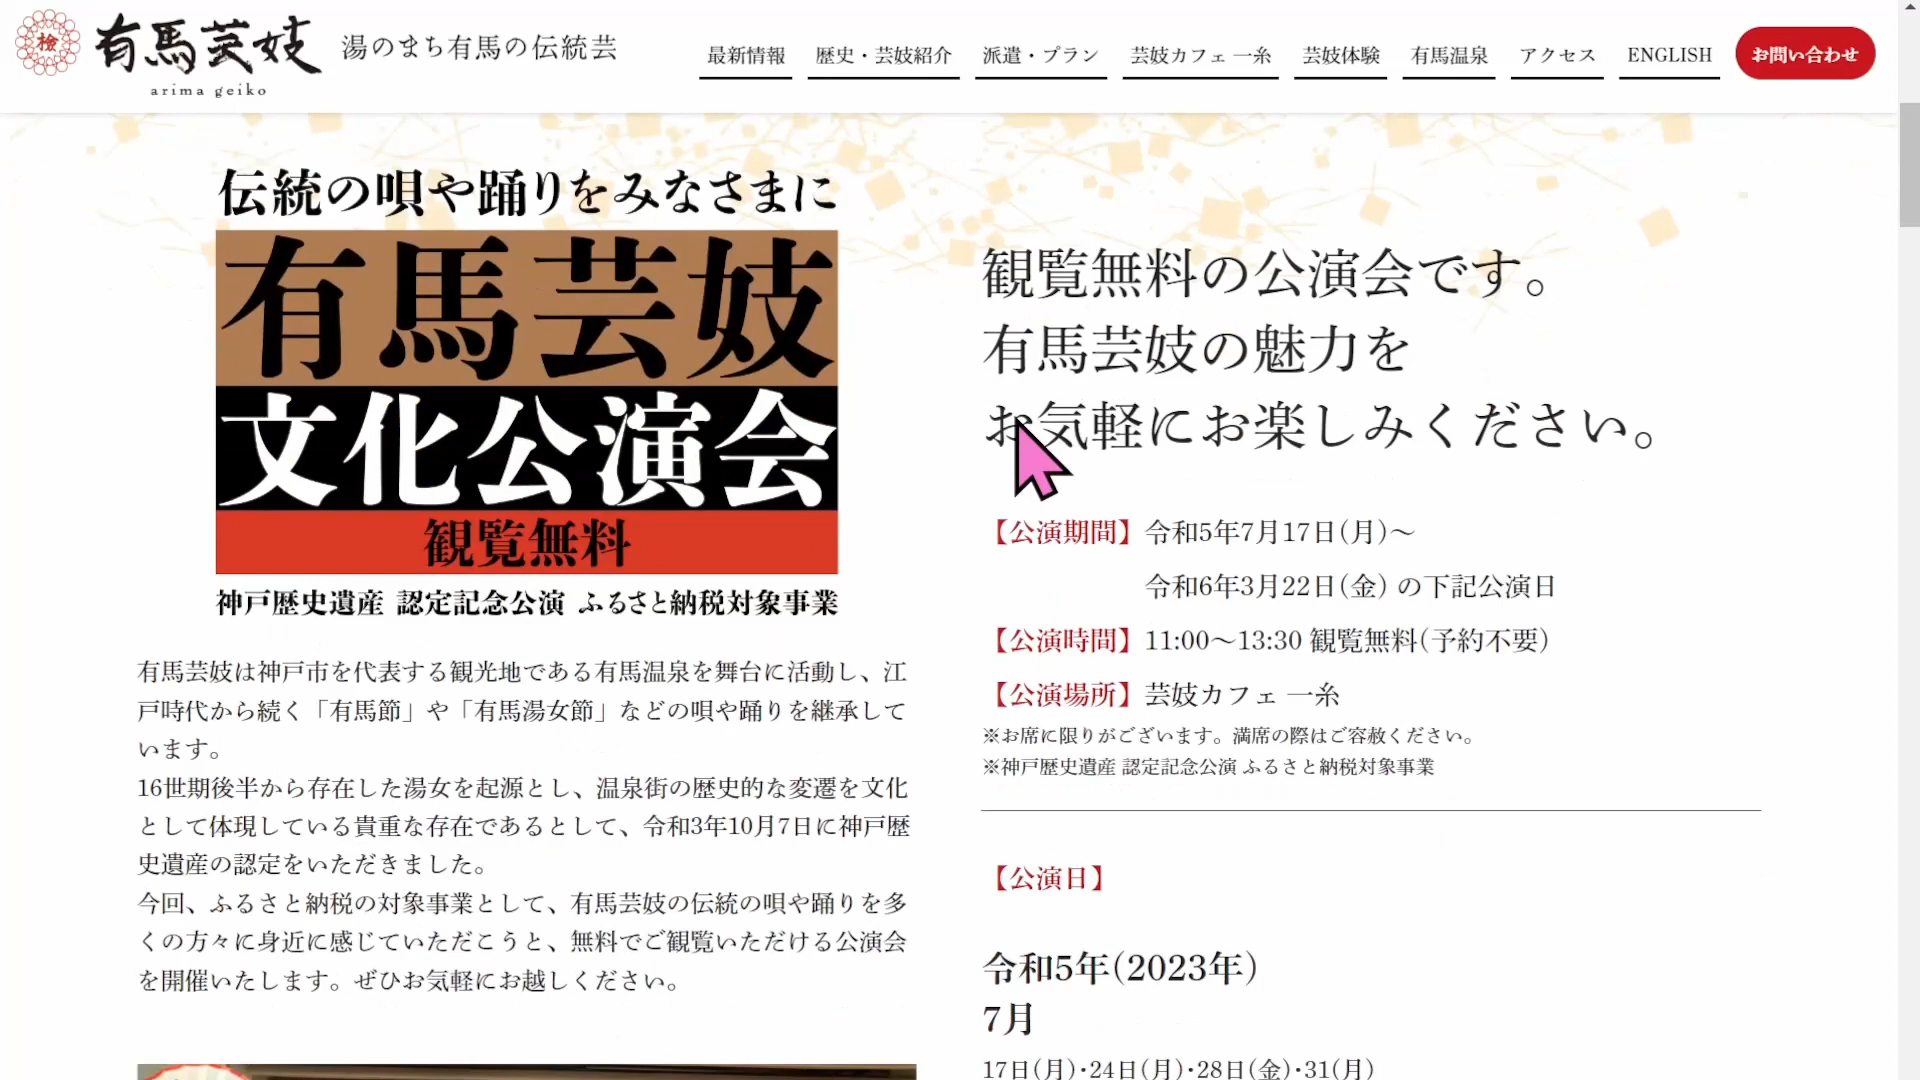 検
有馬芸妓
arima geiko
湯のまち有馬の伝統芸
最新情報
歴史・芸妓紹介
派遣・プラン
芸妓カフェ 一糸
芸妓体験
有馬温泉
アクセス
ENGLISH
お問い合わせ
伝統の唄や踊りをみなさまに
有馬芸妓
文化公演会
観覧無料
神戸歴史遺産 認定記念公演 ふるさと納税対象事業
有馬芸妓は神戸市を代表する観光地である有馬温泉を舞台に活動し、江
戸時代から続く「有馬節」や「有馬湯女節」などの唄や踊りを継承して
います。
16世期後半から存在した湯女を起源とし、温泉街の歴史的な変遷を文化
として体現している貴重な存在であるとして、令和3年10月7日に神戸歴
史遺産の認定をいただきました。
今回、ふるさと納税の対象事業として、有馬芸妓の伝統の唄や踊りを多
くの方々に身近に感じていただこうと、無料でご観覧いただける公演会
を開催いたします。ぜひお気軽にお越しください。
観覧無料の公演会です。
有馬芸妓の魅力を
お気軽にお楽しみください。
【公演期間】令和5年7月17日(月)〜
令和6年3月22日(金) の下記公演日
【公演時間】11:00〜13:30 観覧無料(予約不要)
【公演場所】芸妓カフェ 一糸
※お席に限りがございます。満席の際はご容赦ください。
※神戸歴史遺産 認定記念公演 ふるさと納税対象事業
【公演日】
令和5年(2023年)
7月
17日(月)･24日(月)･28日(金)･31(月)